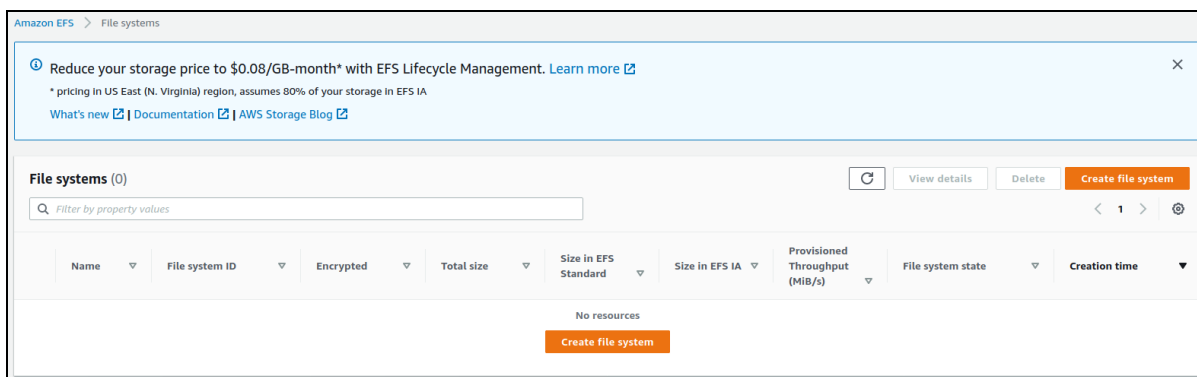 Amazon EFS > File systems
Reduce your storage price to $0.08/GB-month* with EFS Lifecycle Management. Learn more
* pricing in US East (N. Virginia) region, assumes 80% of your storage in EFS IA
What's new | Documentation | AWS Storage Blog
File systems (0) View details Delete Create file system
Filter by property values < 1 >
Name File system ID Encrypted Total size Size in EFS Standard Size in EFS IA Provisioned Throughput (MiB/s) File system state Creation time
No resources
Create file system